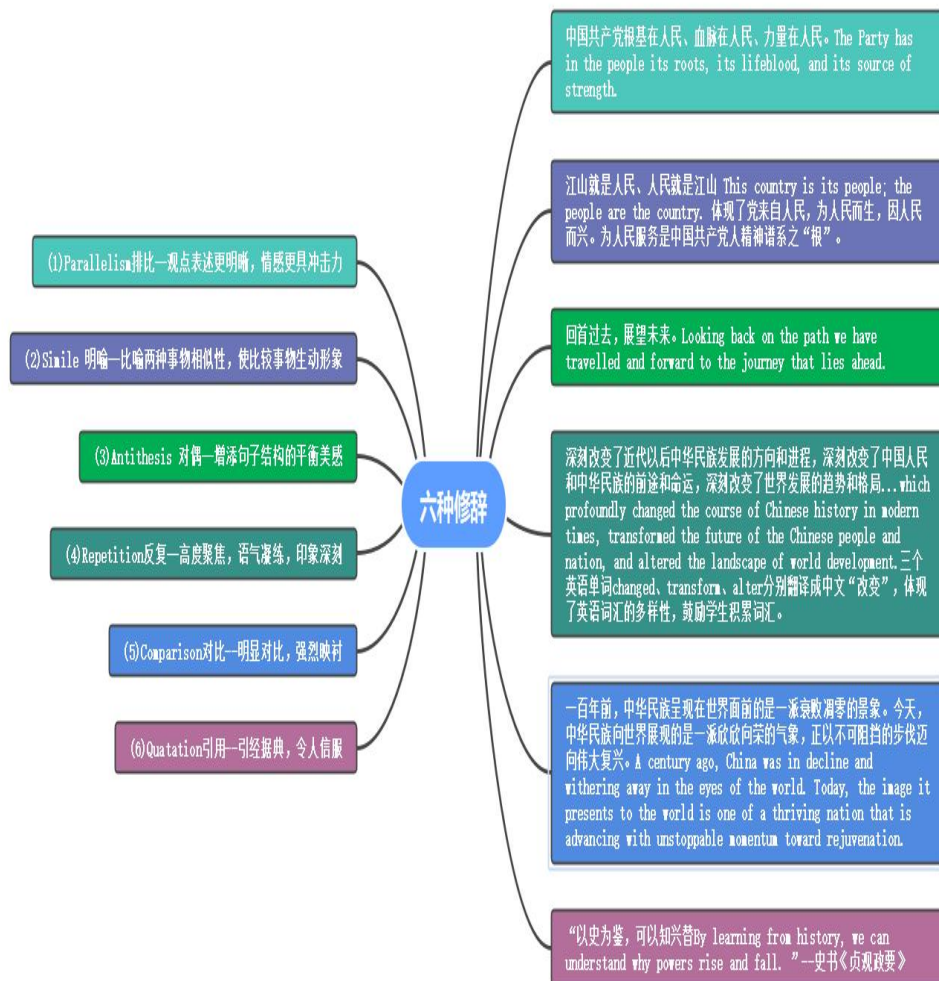 六种修辞
(1)Parallelism排比—观点表述更明晰，情感更具冲击力
(2)Simile 明喻—比喻两种事物相似性，使比较事物生动形象
(3)Antithesis 对偶—增添句子结构的平衡美感
(4)Repetition反复—高度聚焦，语气凝练，印象深刻
(5)Comparison对比--明显对比，强烈映衬
(6)Quatation引用--引经据典，令人信服
中国共产党根基在人民、血脉在人民、力量在人民。The Party has
in the people its roots, its lifeblood, and its source of
strength.
江山就是人民、人民就是江山 This country is its people; the
people are the country. 体现了党来自人民，为人民而生，因人民
而兴。为人民服务是中国共产党人精神谱系之“根”。
回首过去，展望未来。Looking back on the path we have
travelled and forward to the journey that lies ahead.
深刻改变了近代以后中华民族发展的方向和进程，深刻改变了中国人民
和中华民族的前途和命运，深刻改变了世界发展的趋势和格局...which
profoundly changed the course of Chinese history in modern
times, transformed the future of the Chinese people and
nation, and altered the landscape of world development.三个
英语单词changed、transform、alter分别翻译成中文“改变”，体现
了英语词汇的多样性，鼓励学生积累词汇。
一百年前，中华民族呈现在世界面前的是一派衰败凋零的景象。今天，
中华民族向世界展现的是一派欣欣向荣的气象，正以不可阻挡的步伐迈
向伟大复兴。A century ago, China was in decline and
withering away in the eyes of the world. Today, the image it
presents to the world is one of a thriving nation that is
advancing with unstoppable momentum toward rejuvenation.
“以史为鉴，可以知兴替By learning from history, we can
understand why powers rise and fall. ”--史书《贞观政要》